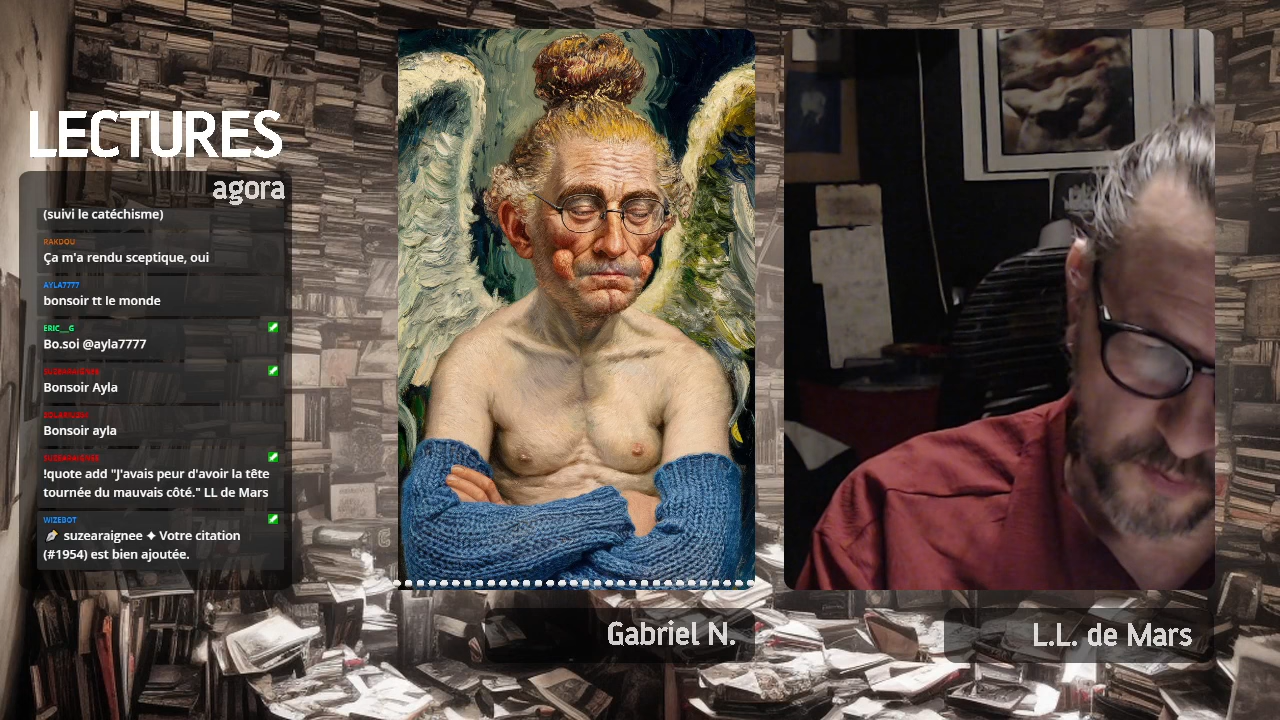 LECTURES
agora
(suivi le catéchisme)
RAKDOU
Ça m'a rendu sceptique, oui
AYLA7777
bonsoir tt le monde
ERIC__G
Bo.soi @ayla7777
SUZEARAIGNEE
Bonsoir Ayla
Bonsoir ayla
SUZEARAIGNEE
!quote add "J'avais peur d'avoir la tête
tournée du mauvais côté." LL de Mars
WIZEBOT
suzearaignee ✦ Votre citation
(#1954) est bien ajoutée.
Gabriel N.
L.L. de Mars